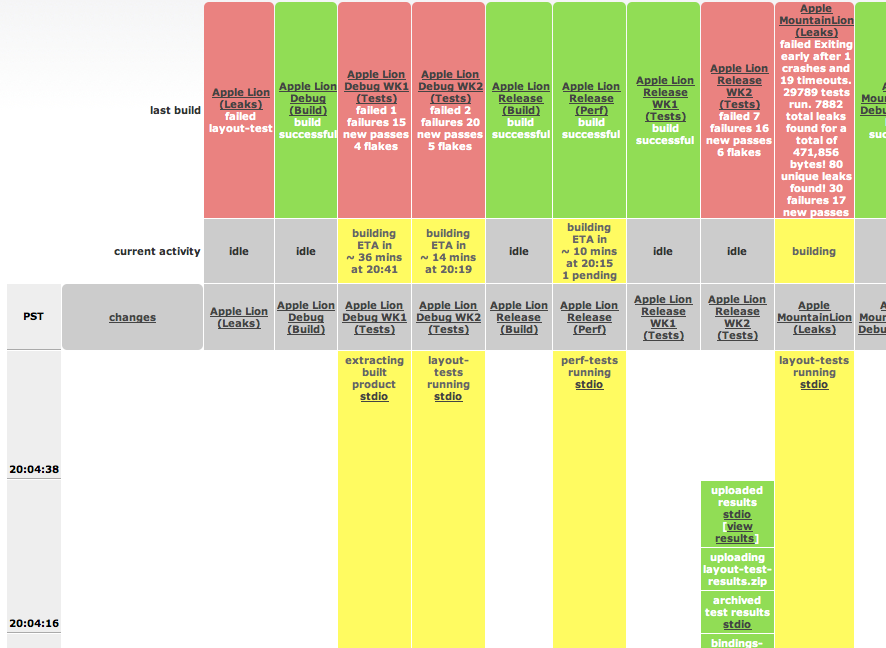 last build
Apple Lion
(Leaks)
failed
layout-test
Apple Lion
Debug
(Build)
build
successful
Apple Lion
Debug WK1
(Tests)
failed 1
failures 15
new passes
4 flakes
Apple Lion
Debug WK2
(Tests)
failed 2
failures 20
new passes
5 flakes
Apple Lion
Release
(Build)
build
successful
Apple Lion
Release
(Perf)
build
successful
Apple Lion
Release
WK1
(Tests)
build
successful
Apple Lion
Release
WK2
(Tests)
failed 7
failures 16
new passes
6 flakes
Apple
MountainLion
(Leaks)
failed Exiting
early after 1
crashes and
19 timeouts.
29789 tests
run. 7882
total leaks
found for a
total of
471,856
bytes! 80
unique leaks
found! 30
failures 17
new passes
current activity
idle
idle
building
ETA in
~ 36 mins
at 20:41
building
ETA in
~ 14 mins
at 20:19
idle
building
ETA in
~ 10 mins
at 20:15
1 pending
idle
idle
building
PST
changes
Apple Lion
(Leaks)
Apple Lion
Debug
(Build)
Apple Lion
Debug WK1
(Tests)
Apple Lion
Debug WK2
(Tests)
Apple Lion
Release
(Build)
Apple Lion
Release
(Perf)
Apple Lion
Release
WK1
(Tests)
Apple Lion
Release
WK2
(Tests)
Apple
MountainLion
(Leaks)
extracting
built
product
stdio
layout-
tests
running
stdio
perf-tests
running
stdio
layout-tests
running
stdio
20:04:38
uploaded
results
stdio
[view
results]
uploading
layout-test-
results.zip
archived
test results
stdio
20:04:16
bindings-